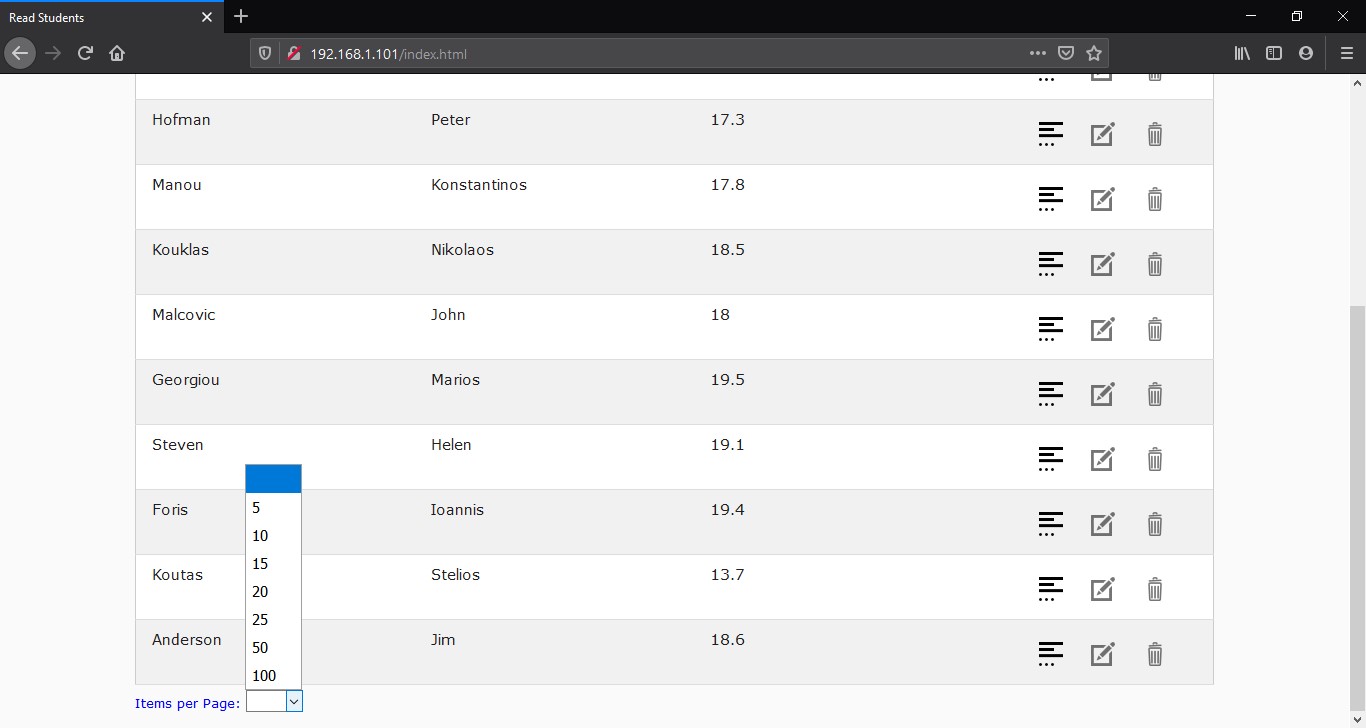 Read Students
192.168.1.101/index.html
Hofman Peter 17.3
Manou Konstantinos 17.8
Kouklas Nikolaos 18.5
Malcovic John 18
Georgiou Marios 19.5
Steven Helen 19.1
Foris Ioannis 19.4
Koutas Stelios 13.7
Anderson Jim 18.6
5
10
15
20
25
50
100
Items per Page: